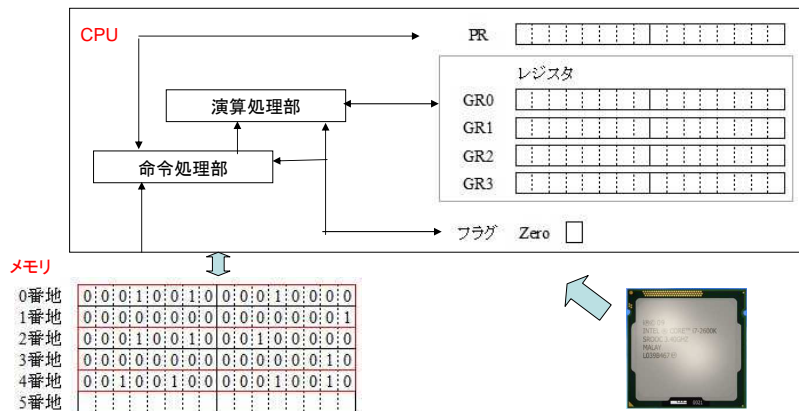 CPU
PR
レジスタ
演算処理部
GR0
GR1
命令処理部
GR2
GR3
フラグ Zero
メモリ
0番地 0 0 0 1 0 0 1 0 0 0 0 1 0 0 0 0
1番地 0 0 0 0 0 0 0 0 0 0 0 0 0 0 0 1
2番地 0 0 0 1 0 0 1 0 0 0 1 0 0 0 0 0
3番地 0 0 0 0 0 0 0 0 0 0 0 0 0 0 1 0
4番地 0 0 1 0 0 1 0 0 0 0 0 1 0 0 1 0
5番地
INTEL CORE i7-2600K
MALAY